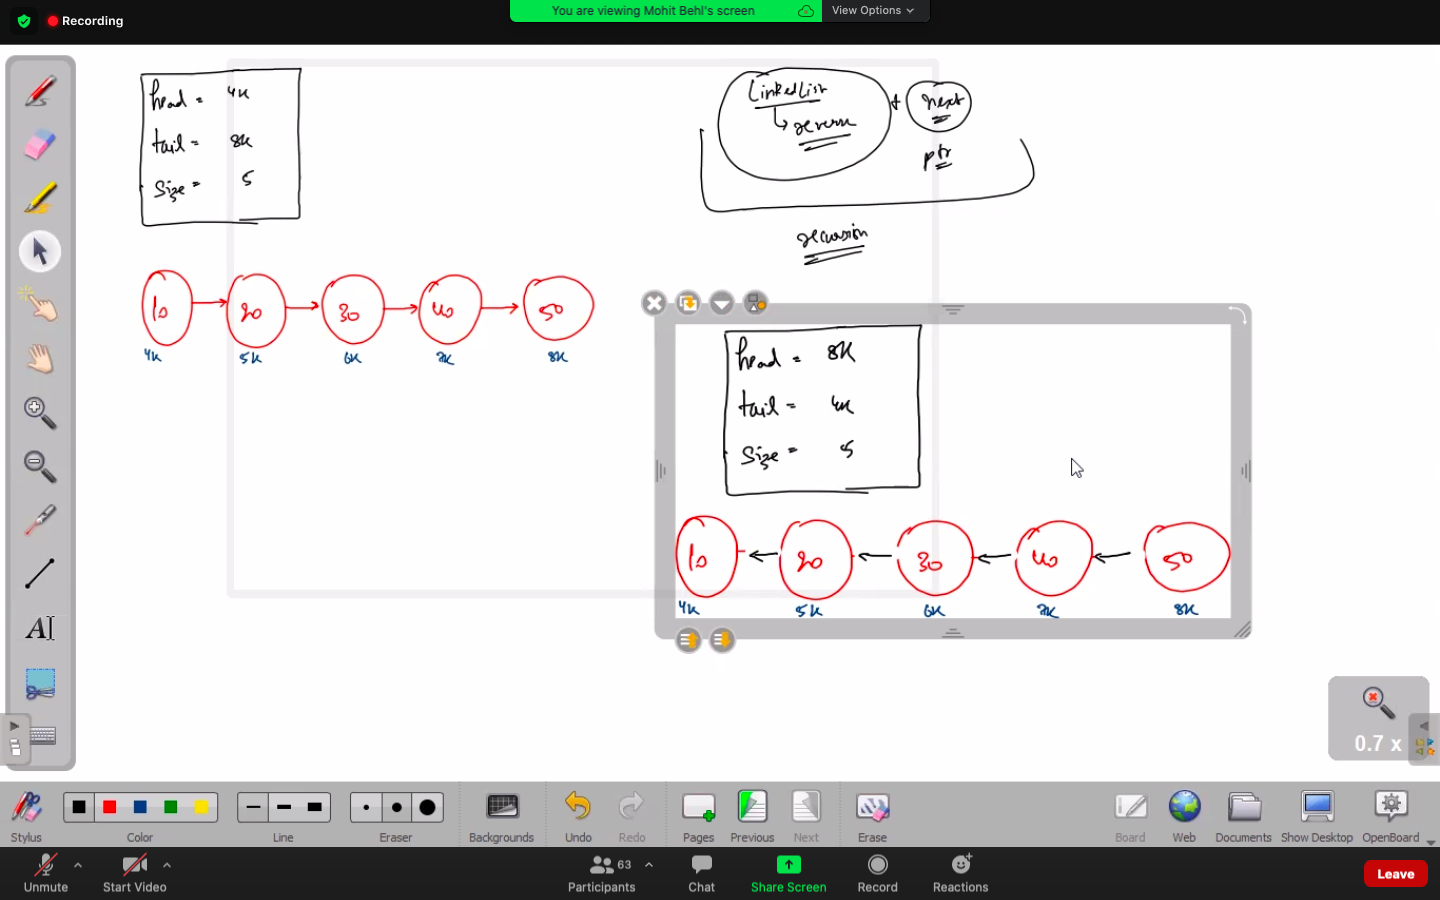 You are viewing Mohit Behl's screen
View Options
Recording
head = 4K
tail = 8K
size = 5
LinkedList
reverse
+ next
ptr
recursion
10 20 30 40 50
4K 5K 6K 7K 8K
head = 8K
tail = 4K
size = 5
10 20 30 40 50
4K 5K 6K 7K 8K
A
0.7 x
Stylus
Color
Line
Eraser
Backgrounds
Undo
Redo
Pages
Previous
Next
Erase
Board
Web
Documents
Show Desktop
OpenBoard
Unmute
Start Video
63
Participants
Chat
Share Screen
Record
Reactions
Leave